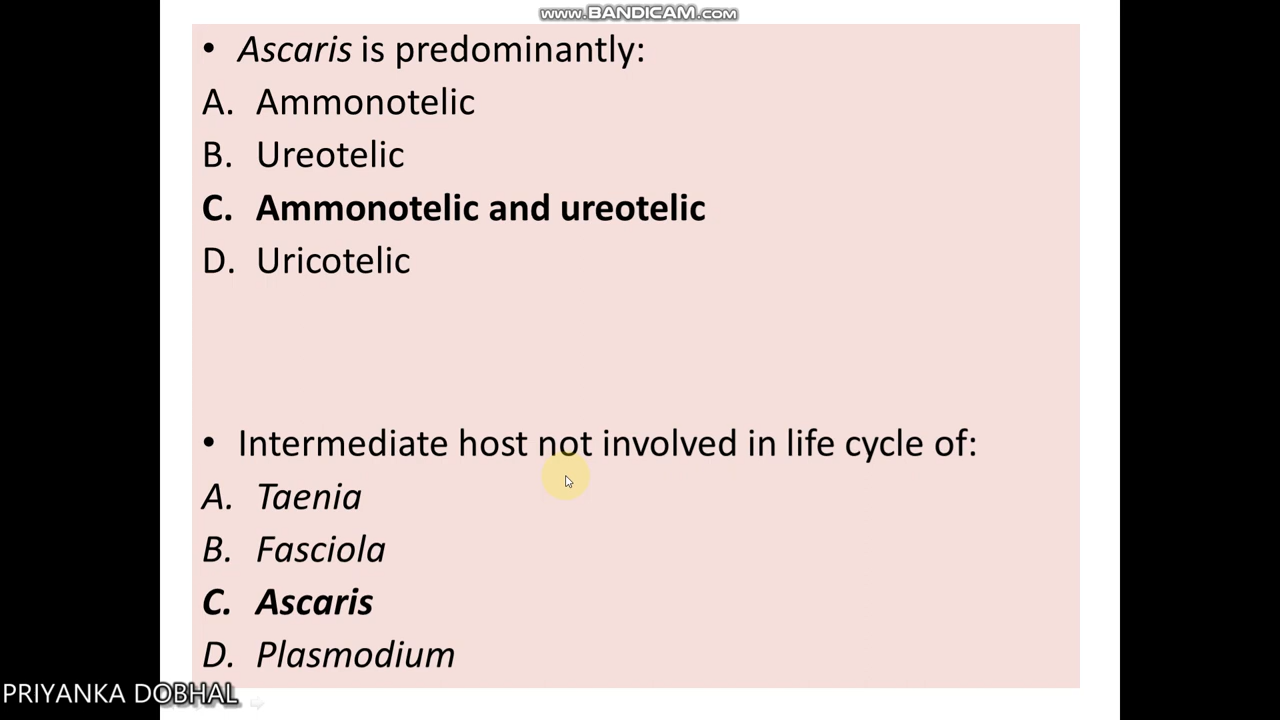 www.BANDICAM.com
• Ascaris is predominantly:
A. Ammonotelic
B. Ureotelic
C. Ammonotelic and ureotelic
D. Uricotelic
• Intermediate host not involved in life cycle of:
A. Taenia
B. Fasciola
C. Ascaris
D. Plasmodium
PRIYANKA DOBHAL